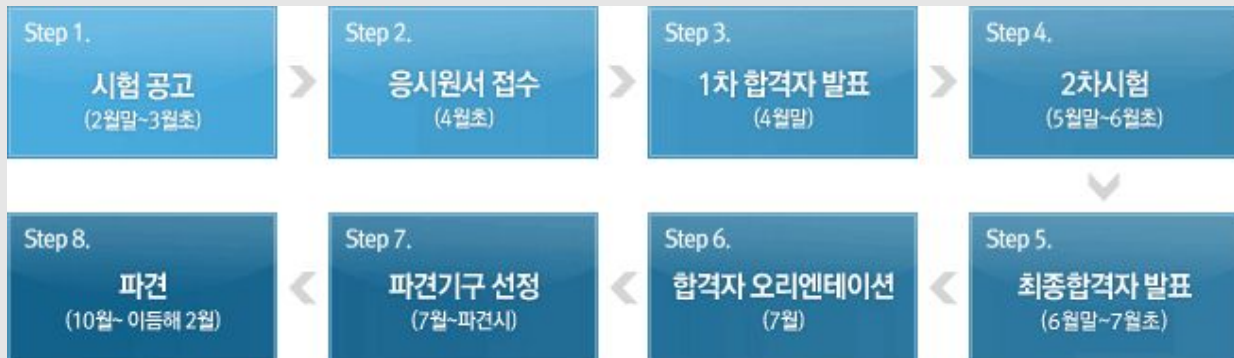 Step 1.
시험 공고
(2월말~3월초)
Step 2.
응시원서 접수
(4월초)
Step 3.
1차 합격자 발표
(4월말)
Step 4.
2차시험
(5월말~6월초)
Step 5.
최종합격자 발표
(6월말~7월초)
Step 6.
합격자 오리엔테이션
(7월)
Step 7.
파견기구 선정
(7월~파견시)
Step 8.
파견
(10월~ 이듬해 2월)